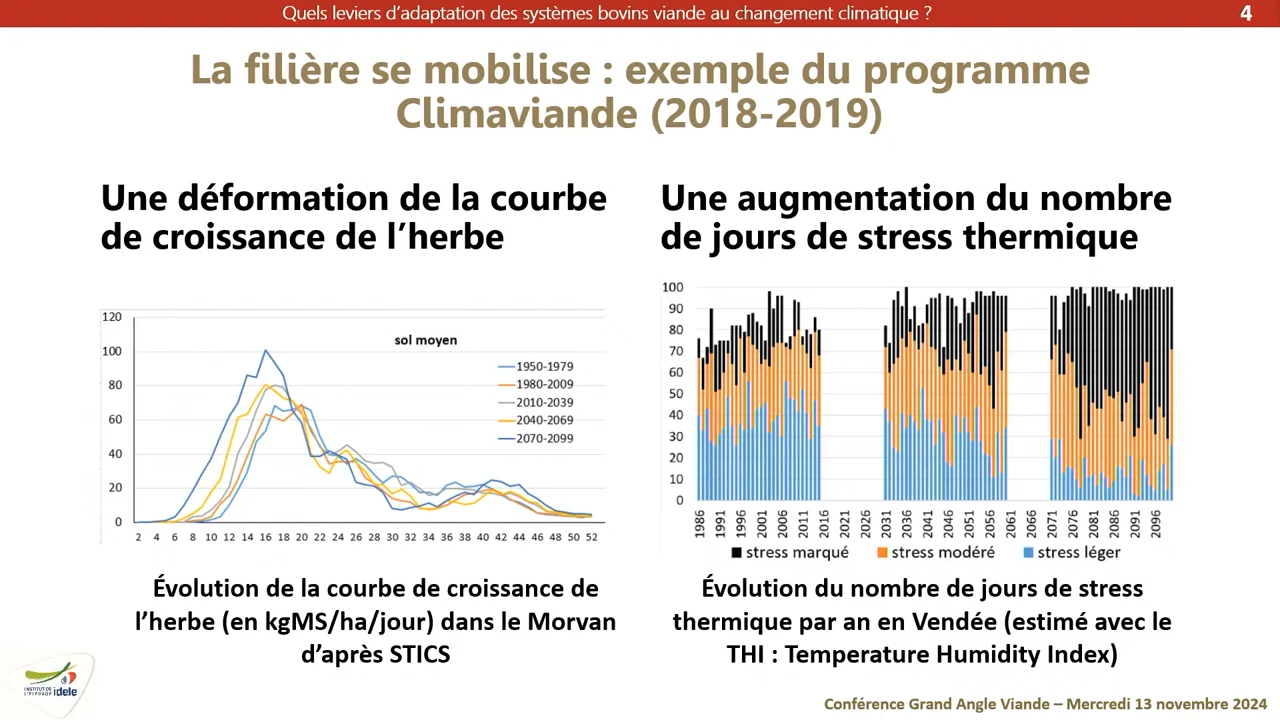 Quels leviers d’adaptation des systèmes bovins viande au changement climatique ?
4
La filière se mobilise : exemple du programme
Climaviande (2018-2019)
Une déformation de la courbe
de croissance de l’herbe
120
100
80
60
40
20
0
sol moyen
1950-1979
1980-2009
2010-2039
2040-2069
2070-2099
2 4 6 8 10 12 14 16 18 20 22 24 26 28 30 32 34 36 38 40 42 44 46 48 50 52
Évolution de la courbe de croissance de
l’herbe (en kgMS/ha/jour) dans le Morvan
d’après STICS
Une augmentation du nombre
de jours de stress thermique
100
90
80
70
60
50
40
30
20
10
0
1986 1991 1996 2001 2006 2011 2016 2021 2026 2031 2036 2041 2046 2051 2056 2061 2066 2071 2076 2081 2086 2091 2096
stress marqué stress modéré stress léger
Évolution du nombre de jours de stress
thermique par an en Vendée (estimé avec le
THI : Temperature Humidity Index)
INSTITUT DE
L’ELEVAGE idele
Conférence Grand Angle Viande – Mercredi 13 novembre 2024